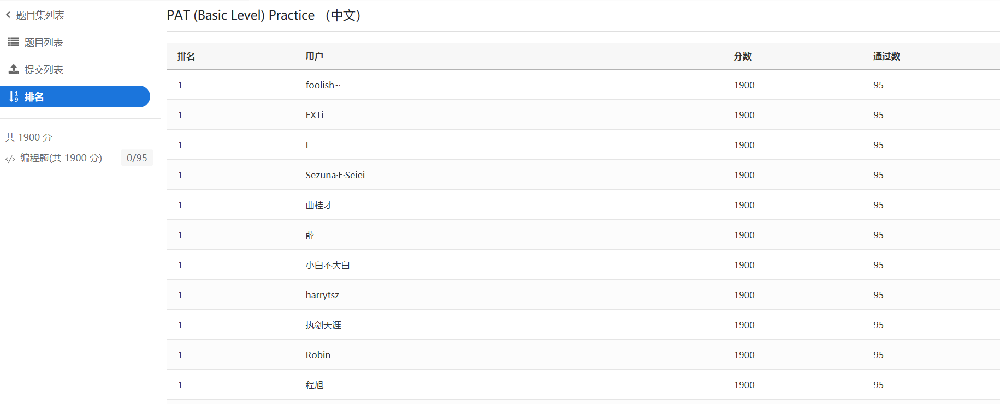 题目集列表
题目列表
提交列表
排名
共 1900 分
编程题(共 1900 分) 0/95
PAT (Basic Level) Practice （中文）
排名 用户 分数 通过数
1 foolish~ 1900 95
1 FXTi 1900 95
1 L 1900 95
1 Sezuna·F·Seiei 1900 95
1 曲桂才 1900 95
1 薛 1900 95
1 小白不大白 1900 95
1 harrytsz 1900 95
1 执剑天涯 1900 95
1 Robin 1900 95
1 程旭 1900 95